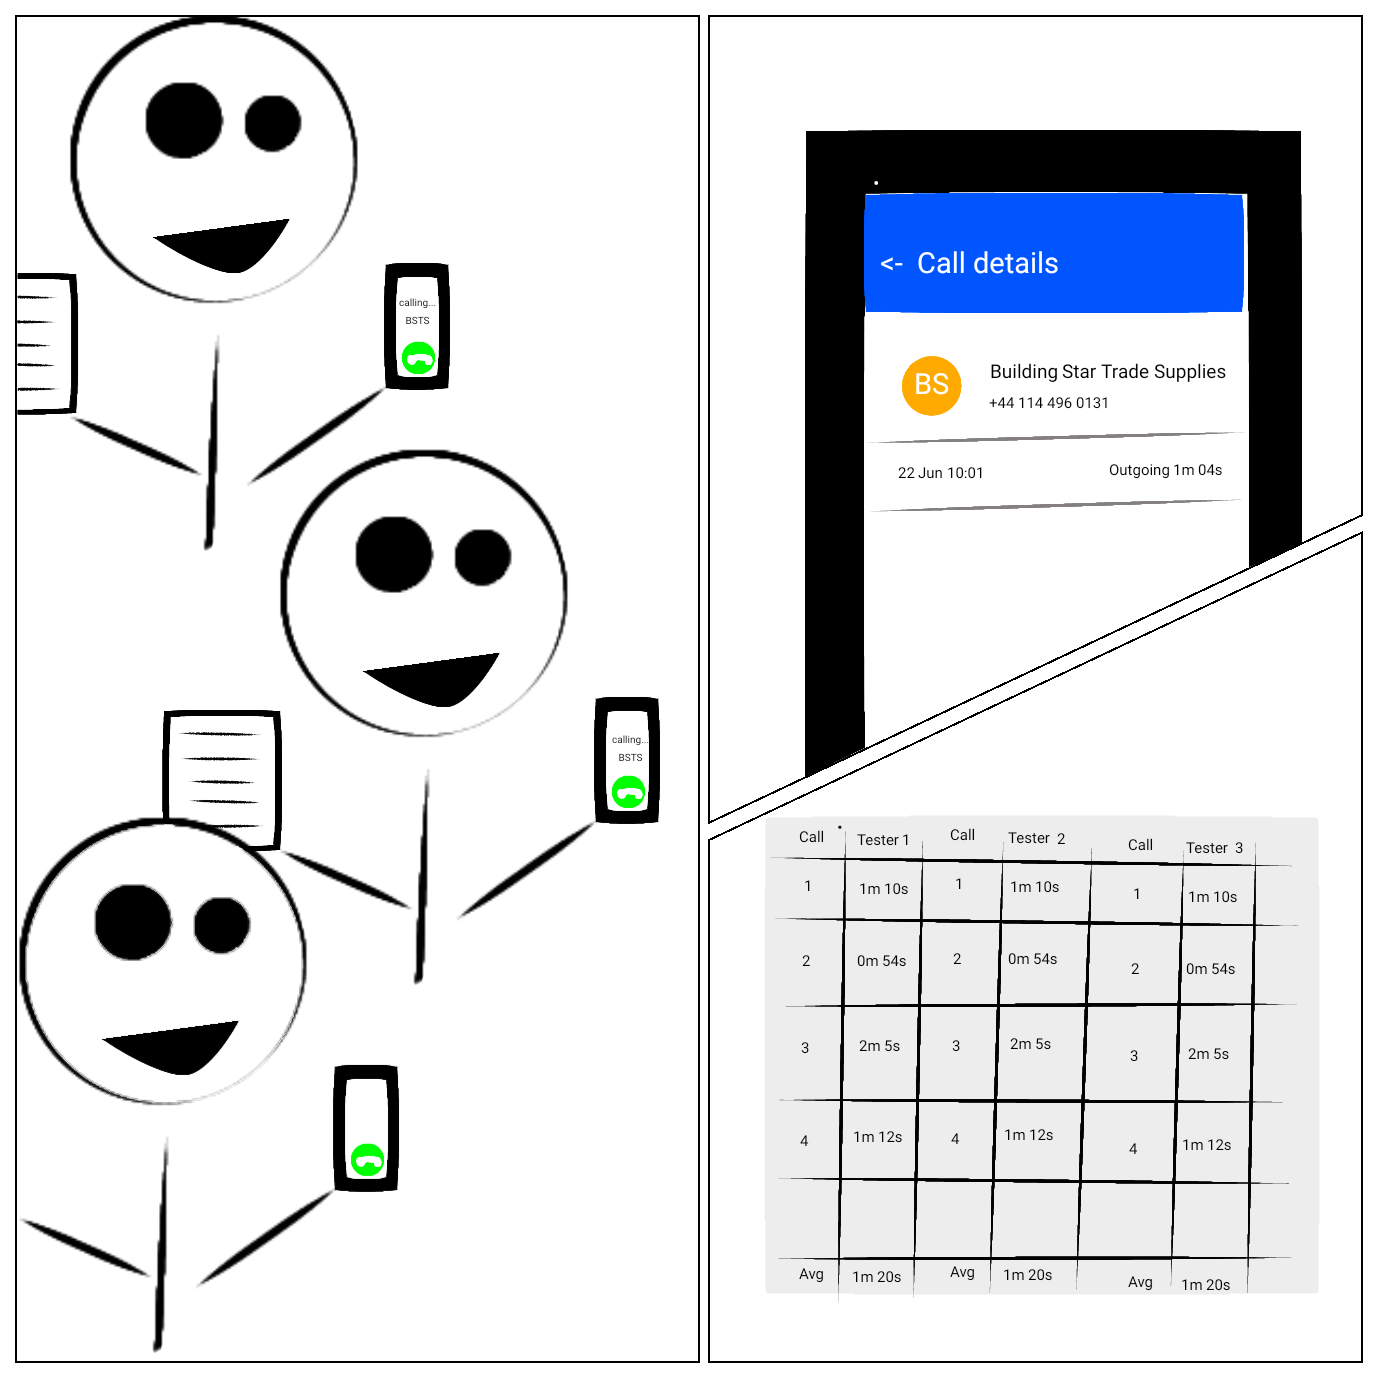 calling...
BSTS
calling...
BSTS
<- Call details
BS
Building Star Trade Supplies
+44 114 496 0131
22 Jun 10:01 Outgoing 1m 04s
Call Tester 1 Call Tester 2 Call Tester 3
1 1m 10s 1 1m 10s 1 1m 10s
2 0m 54s 2 0m 54s 2 0m 54s
3 2m 5s 3 2m 5s 3 2m 5s
4 1m 12s 4 1m 12s 4 1m 12s
Avg 1m 20s Avg 1m 20s Avg 1m 20s